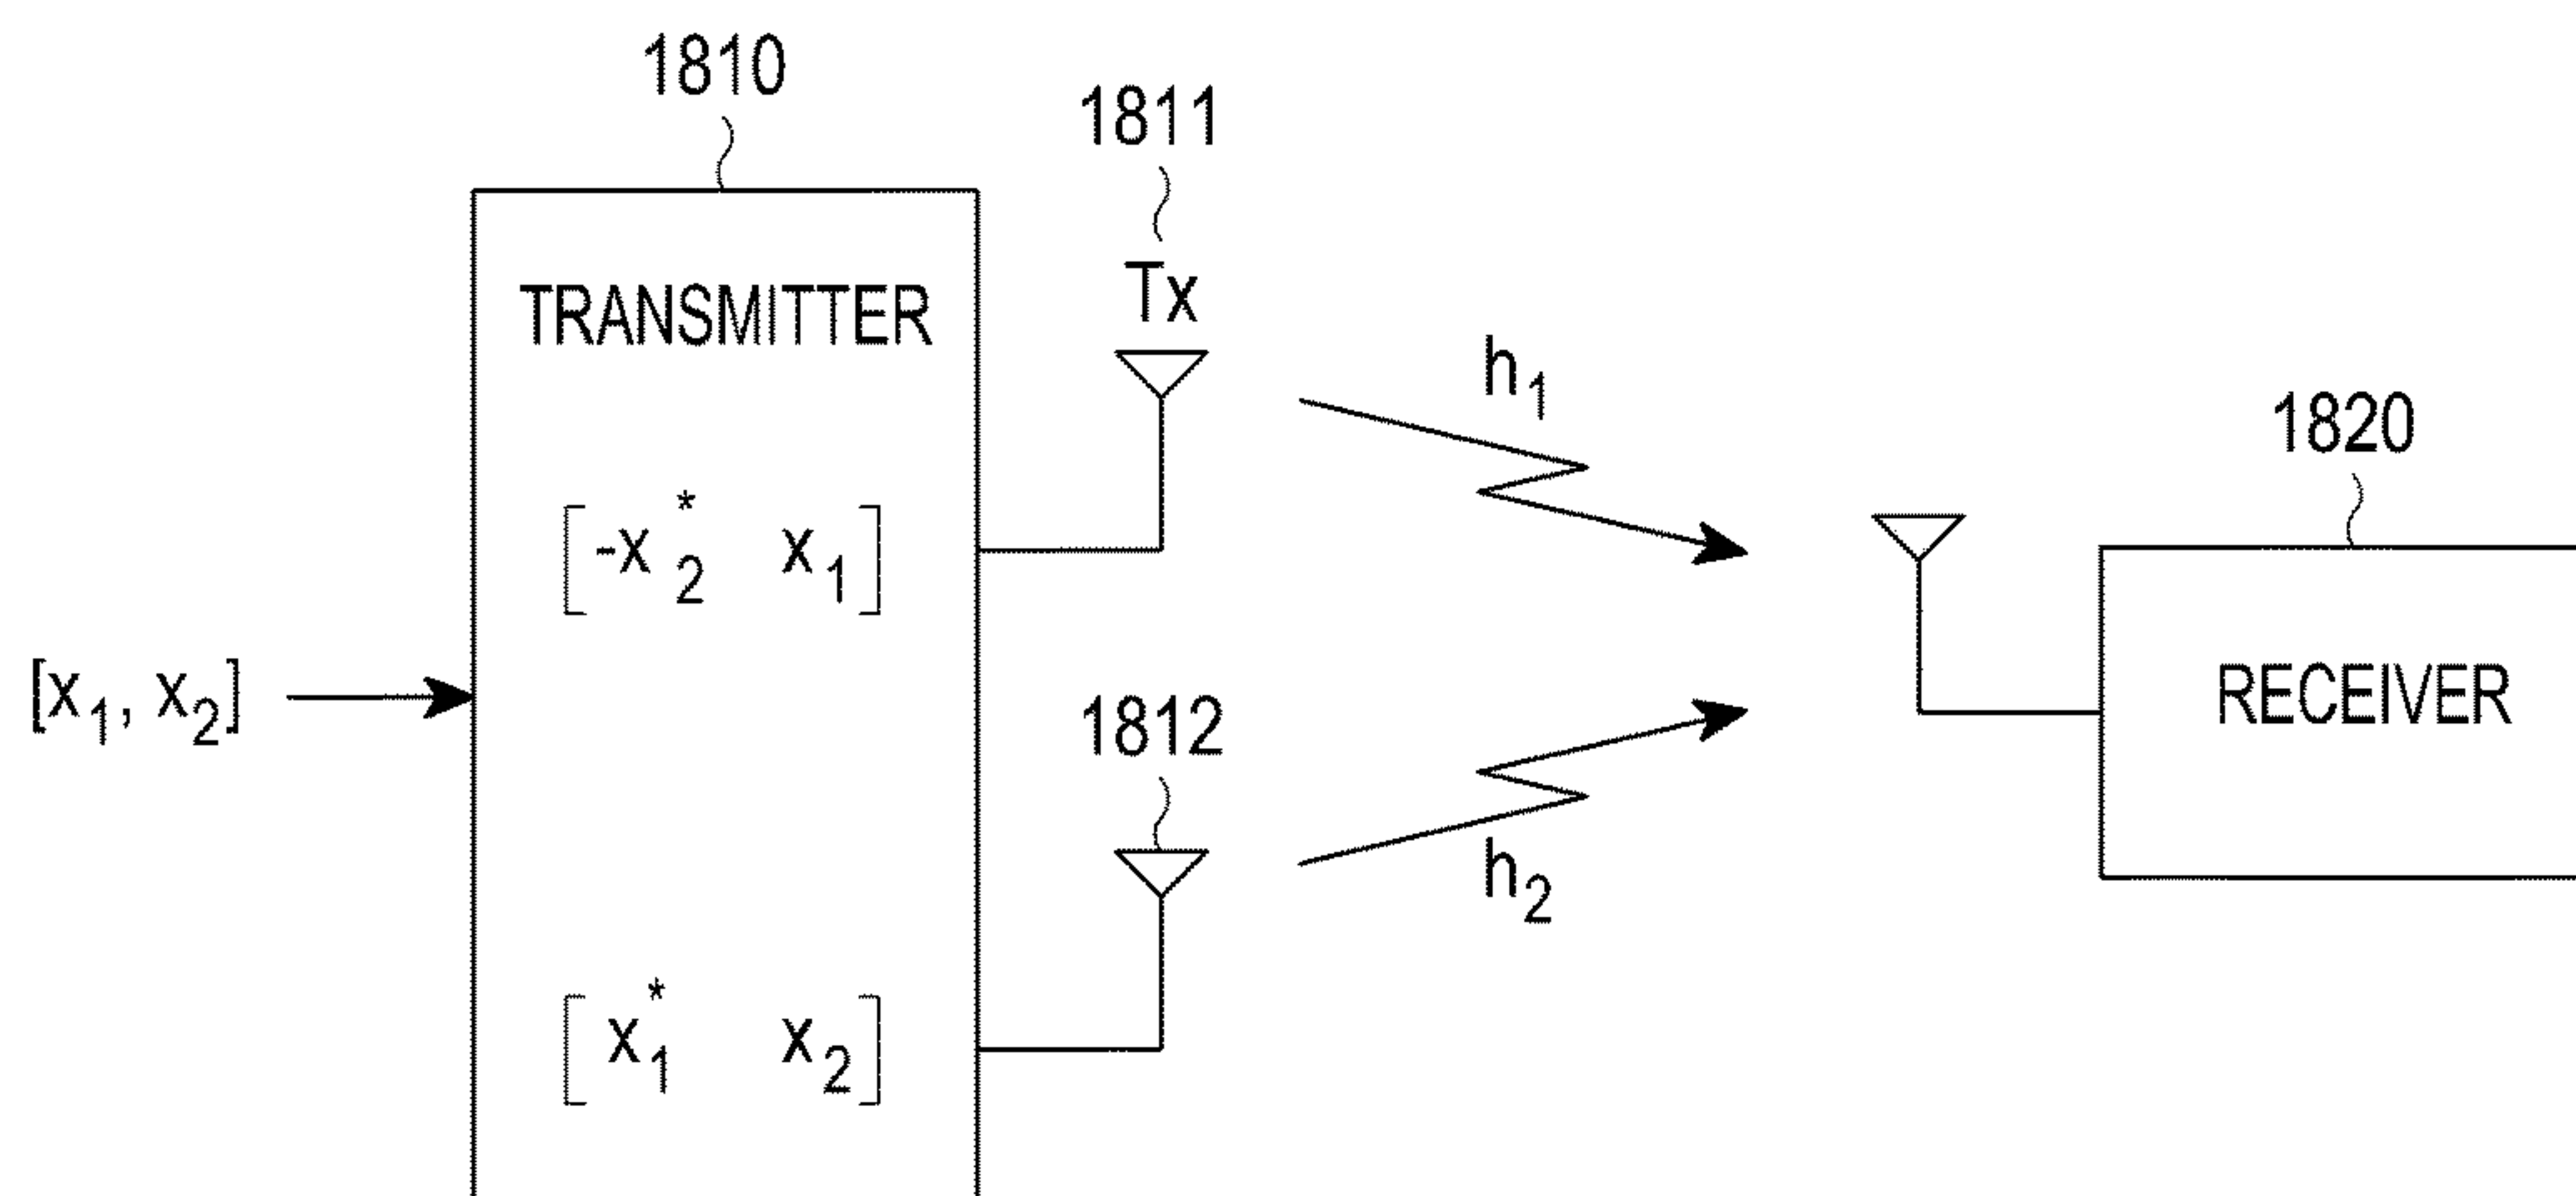 1810
1811
TRANSMITTER
Tx
h1
1820
[-x*2 x1]
[x1, x2]
1812
RECEIVER
h2
[x*1 x2]